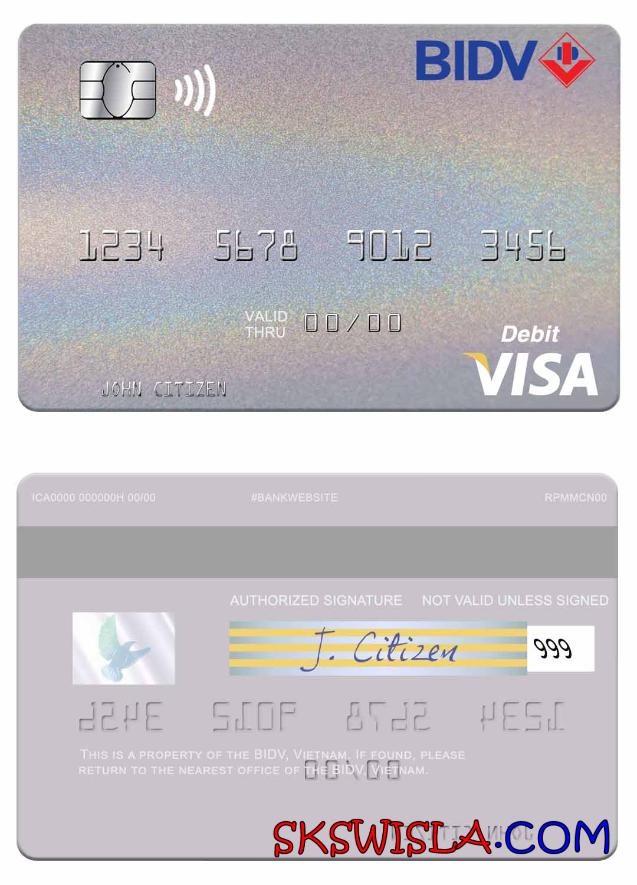 BIDV
1234 5678 9012 3456
VALID THRU 00/00
Debit
VISA
JOHN CITIZEN
ICA0000 000000H 00/00 #BANKWEBSITE RPMMCN00
AUTHORIZED SIGNATURE NOT VALID UNLESS SIGNED
J. Citizen 999
THIS IS A PROPERTY OF THE BIDV, VIETNAM. IF FOUND, PLEASE
RETURN TO THE NEAREST OFFICE OF THE BIDV, VIETNAM.
SKSWISLA.COM